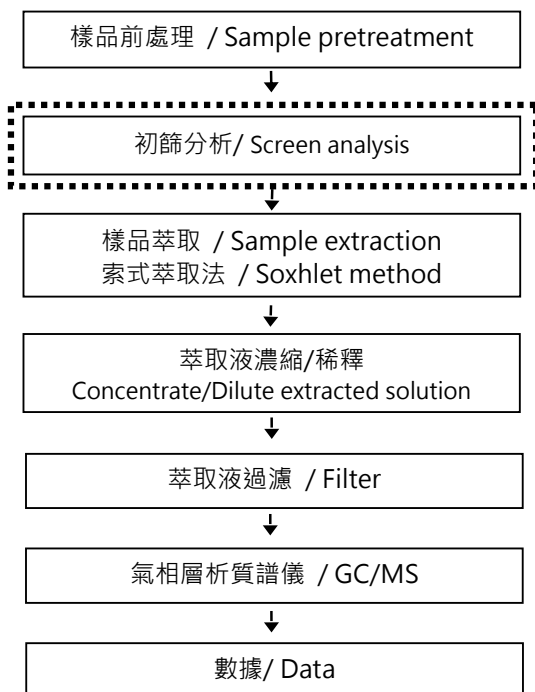 樣品前處理 / Sample pretreatment
初篩分析/ Screen analysis
樣品萃取 / Sample extraction
索式萃取法 / Soxhlet method
萃取液濃縮/稀釋
Concentrate/Dilute extracted solution
萃取液過濾 / Filter
氣相層析質譜儀 / GC/MS
數據/ Data